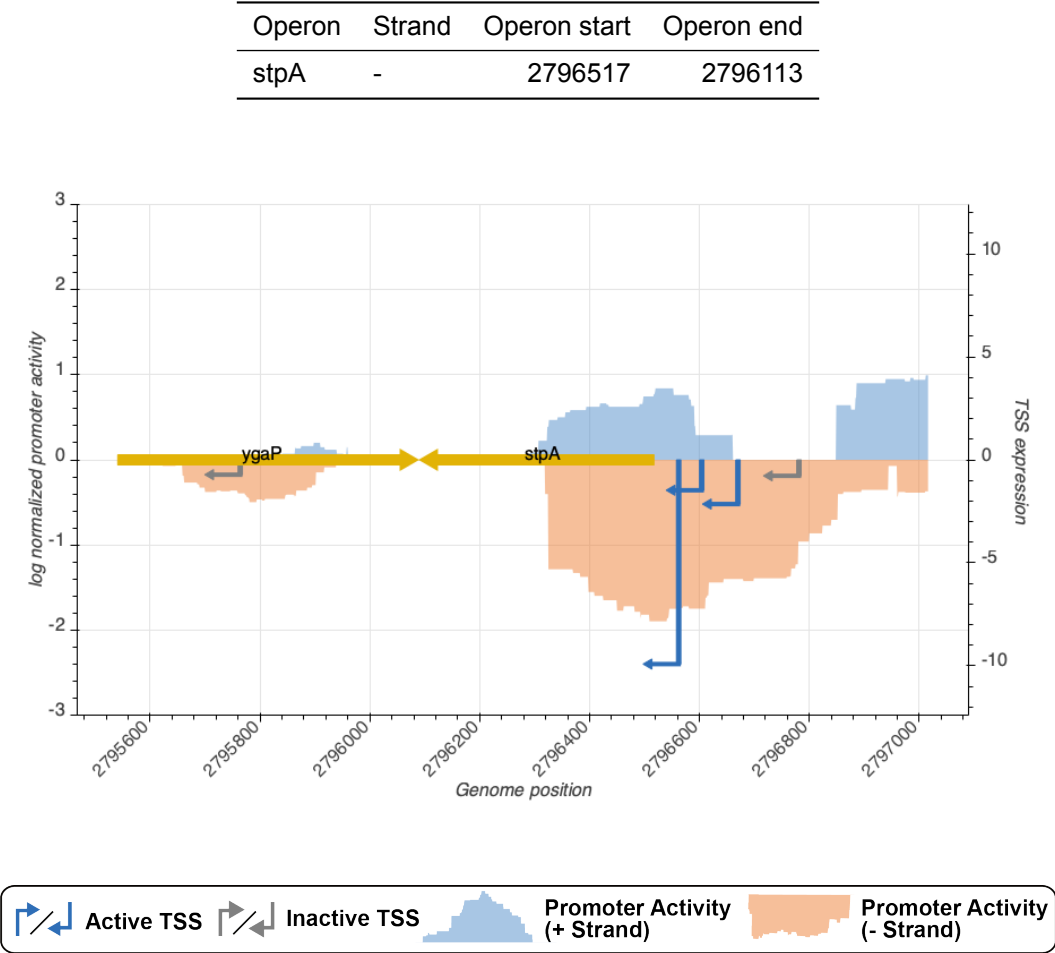 Operon Strand Operon start Operon end
stpA - 2796517 2796113
3
2
1
0
-1
-2
-3
log normalized promoter activity
10
5
0
-5
-10
TSS expression
ygaP
stpA
2795600
2795800
2796000
2796200
2796400
2796600
2796800
2797000
Genome position
Active TSS
Inactive TSS
Promoter Activity
(+ Strand)
Promoter Activity
(- Strand)